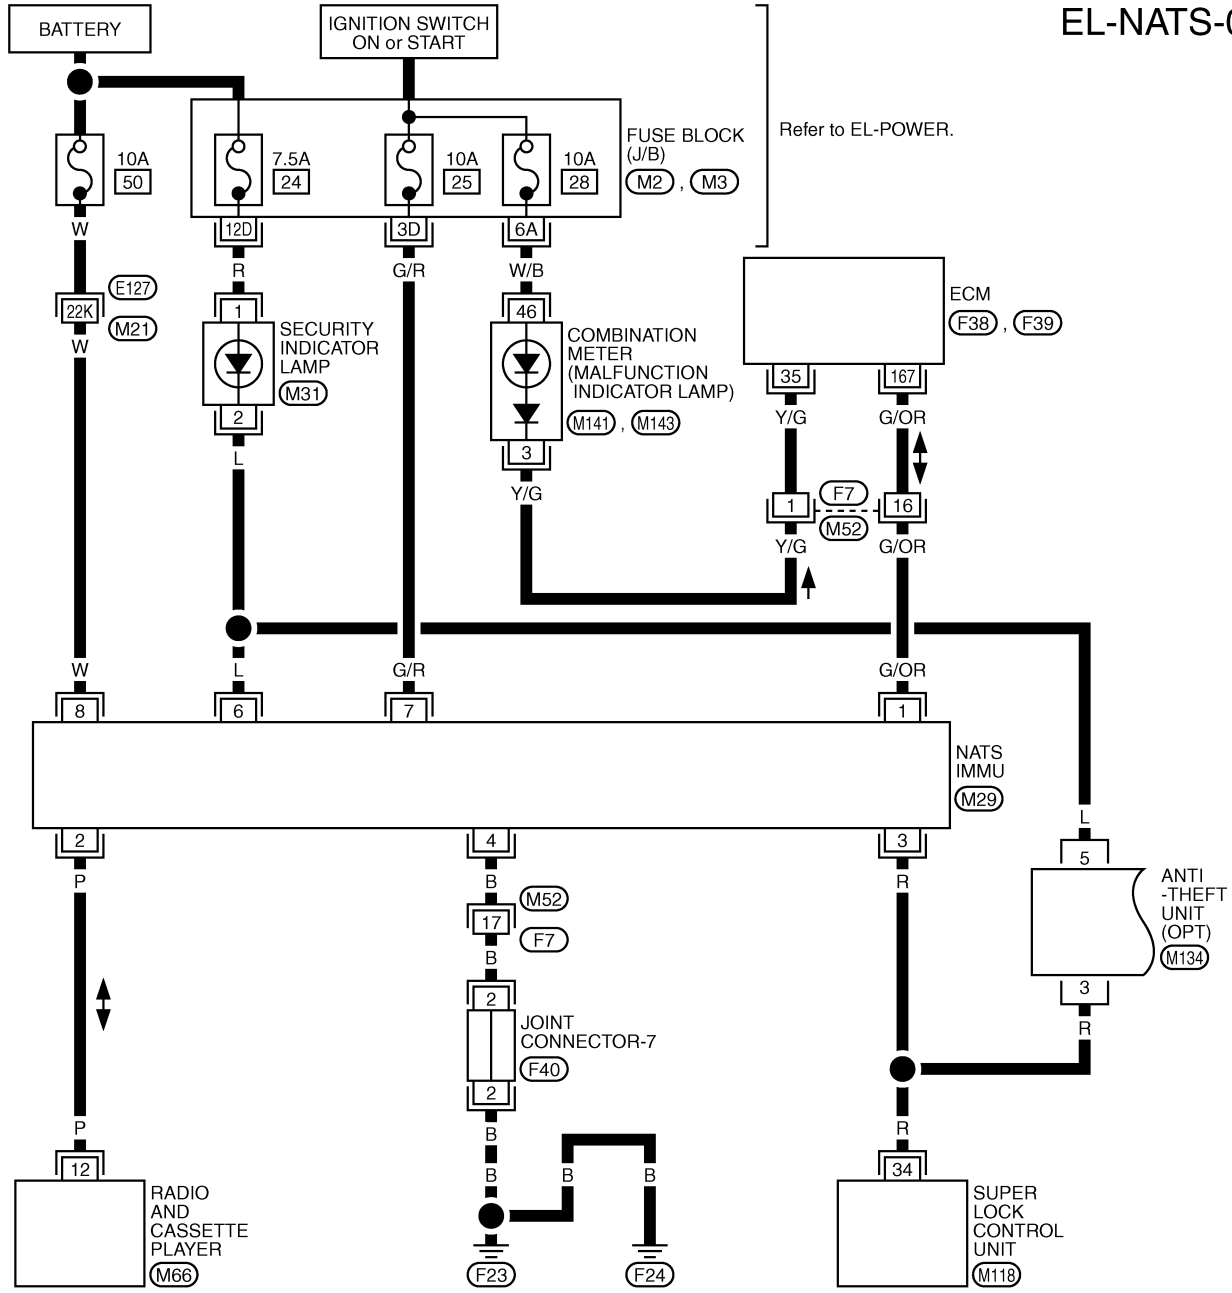 EL-NATS-0
BATTERY
IGNITION SWITCH
ON or START
Refer to EL-POWER.
10A
50
7.5A
24
10A
25
10A
28
FUSE BLOCK
(J/B)
M2 , M3
W
12D
3D
6A
R
G/R
W/B
E127
22K
M21
W
1
SECURITY
INDICATOR
LAMP
M31
2
L
46
COMBINATION
METER
(MALFUNCTION
INDICATOR LAMP)
M141 , M143
3
Y/G
ECM
F38 , F39
35
167
Y/G
G/OR
1
F7
M52
16
Y/G
G/OR
W
L
G/R
G/OR
8
6
7
1
NATS
IMMU
M29
2
4
3
P
B
R
L
5
ANTI
-THEFT
UNIT
(OPT)
M134
3
R
M52
17
F7
B
2
JOINT
CONNECTOR-7
F40
2
B
P
R
B
B
B
12
34
RADIO
AND
CASSETTE
PLAYER
M66
F23
F24
SUPER
LOCK
CONTROL
UNIT
M118